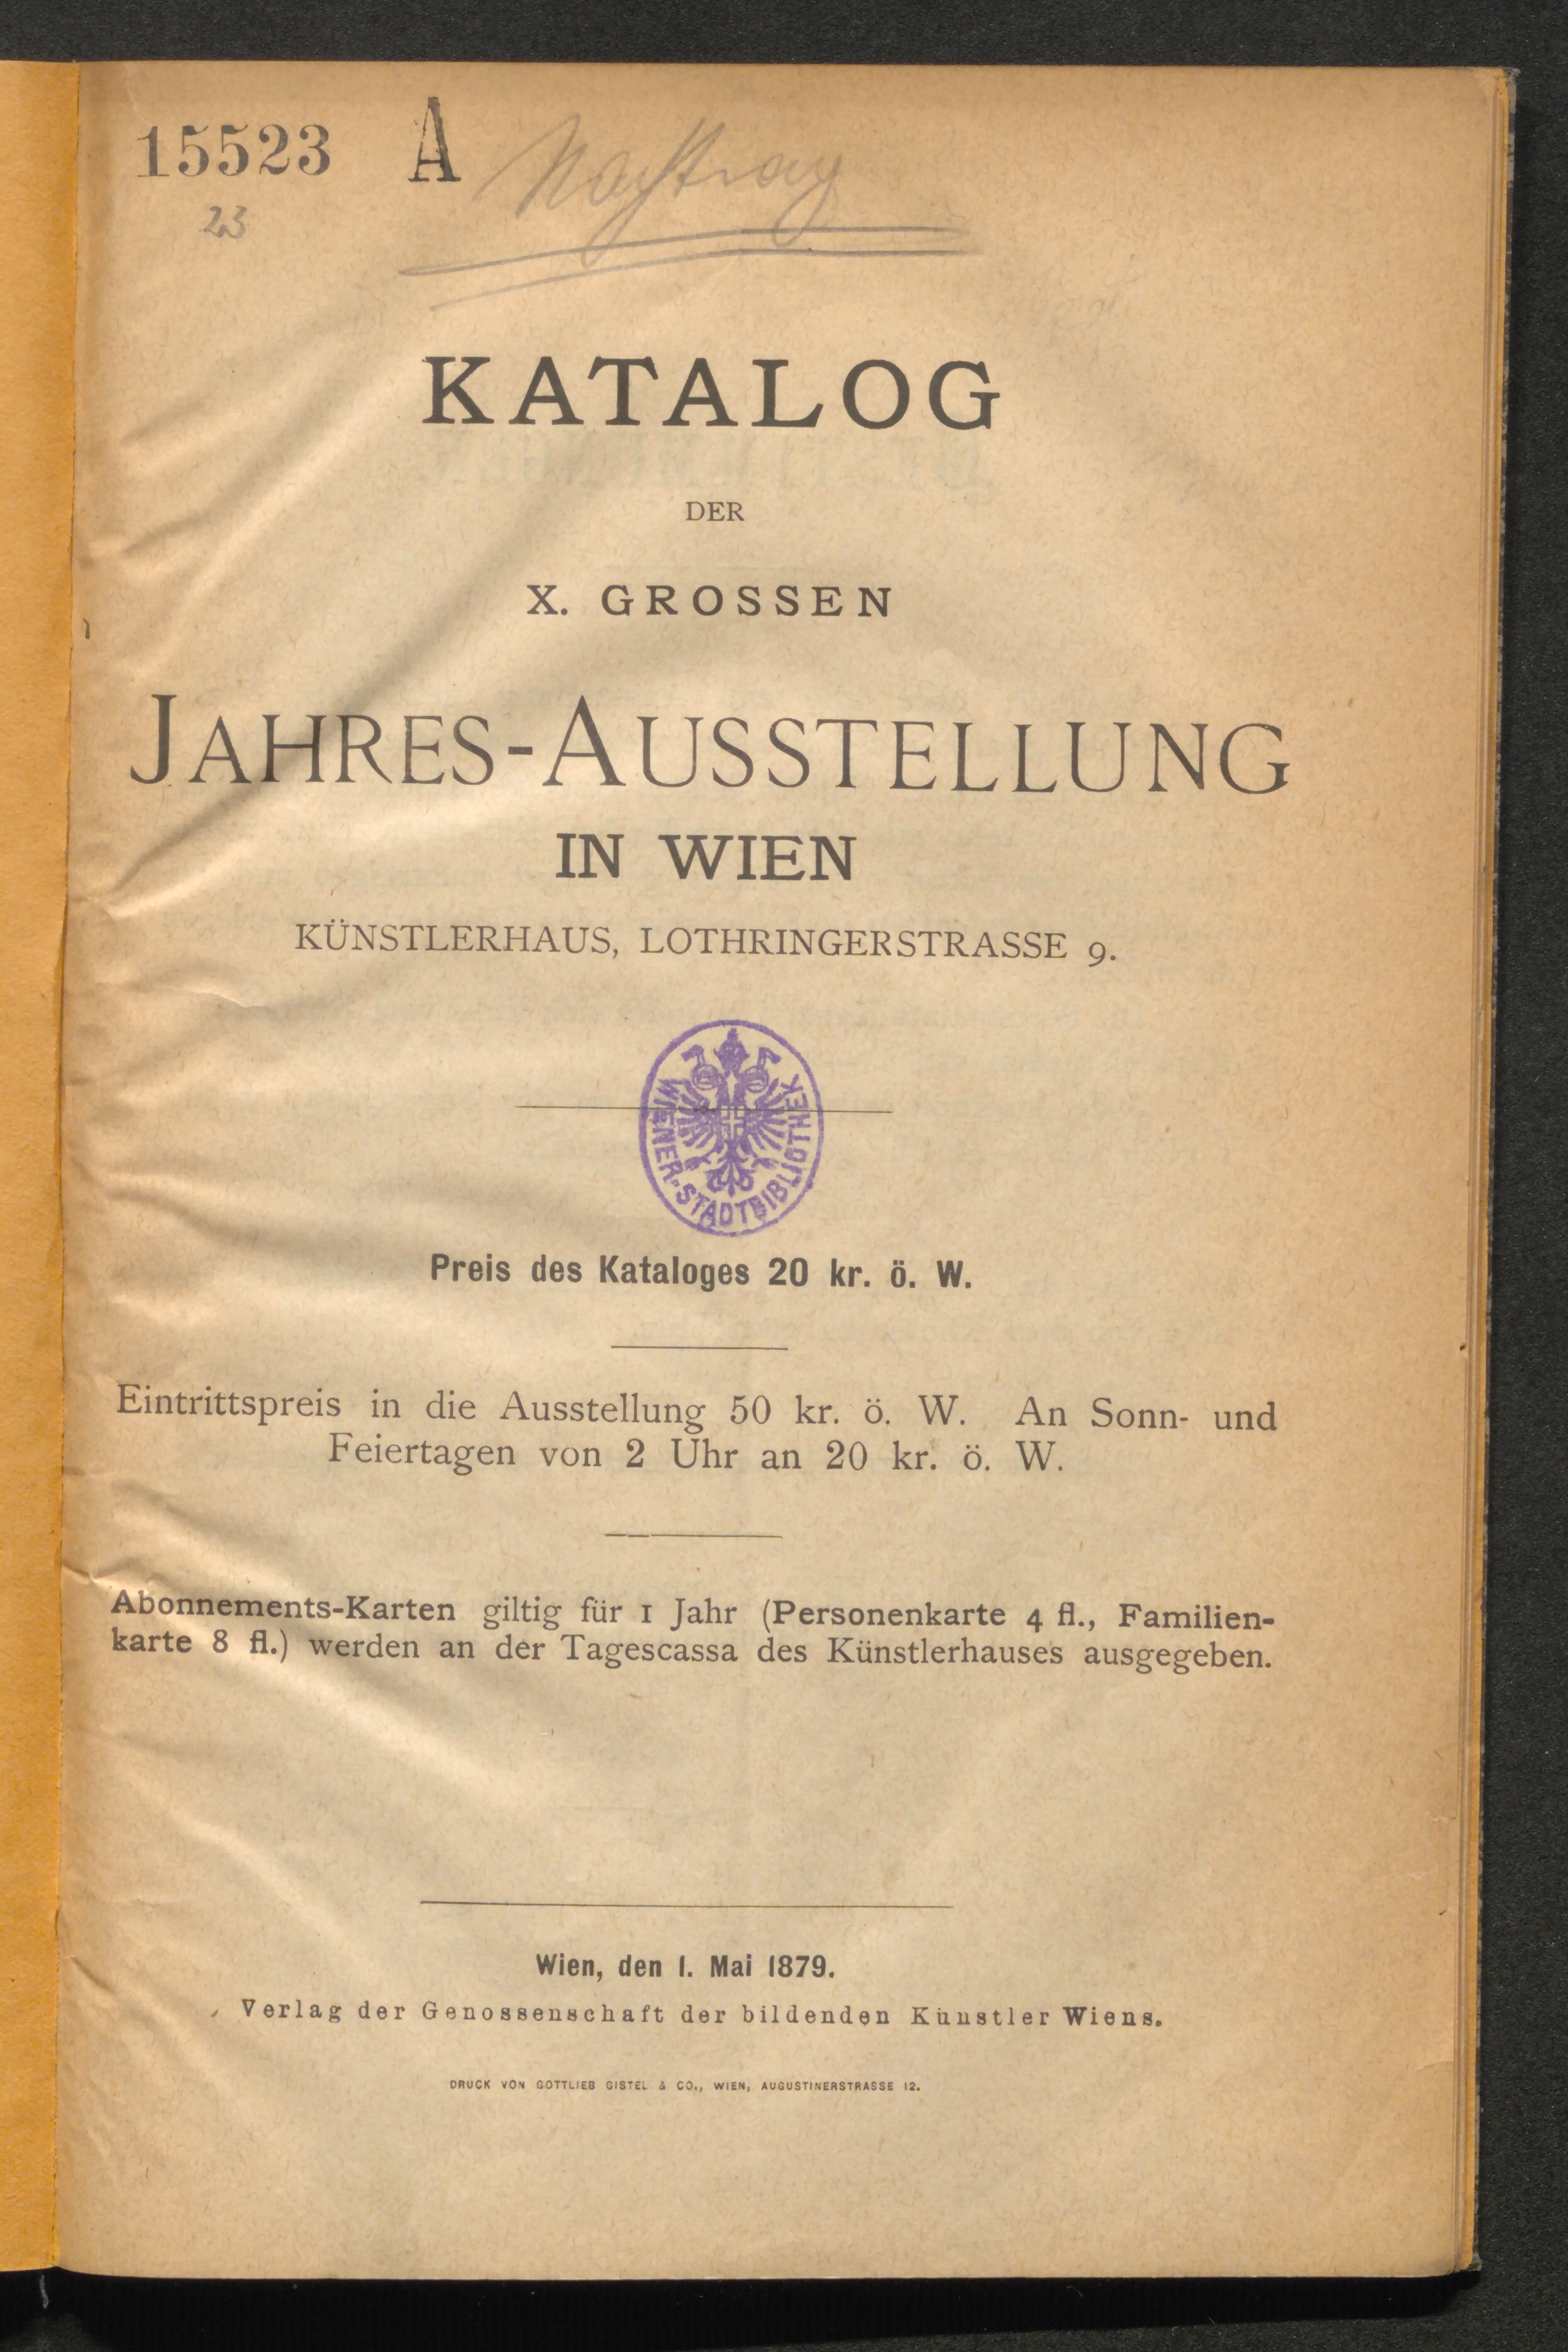 15523 A Nachtrag
23
KATALOG
DER
X. GROSSEN
JAHRES-AUSSTELLUNG
IN WIEN
KÜNSTLERHAUS, LOTHRINGERSTRASSE 9.
WIENER-STADTBIBLIOTHEK
Preis des Kataloges 20 kr. ö. W.
Eintrittspreis in die Ausstellung 50 kr. ö. W. An Sonn- und
Feiertagen von 2 Uhr an 20 kr. ö. W.
Abonnements-Karten giltig für 1 Jahr (Personenkarte 4 fl., Familien-
karte 8 fl.) werden an der Tagescassa des Künstlerhauses ausgegeben.
Wien, den 1. Mai 1879.
Verlag der Genossenschaft der bildenden Künstler Wiens.
DRUCK VON GOTTLIEB GISTEL & CO., WIEN, AUGUSTINERSTRASSE 12.